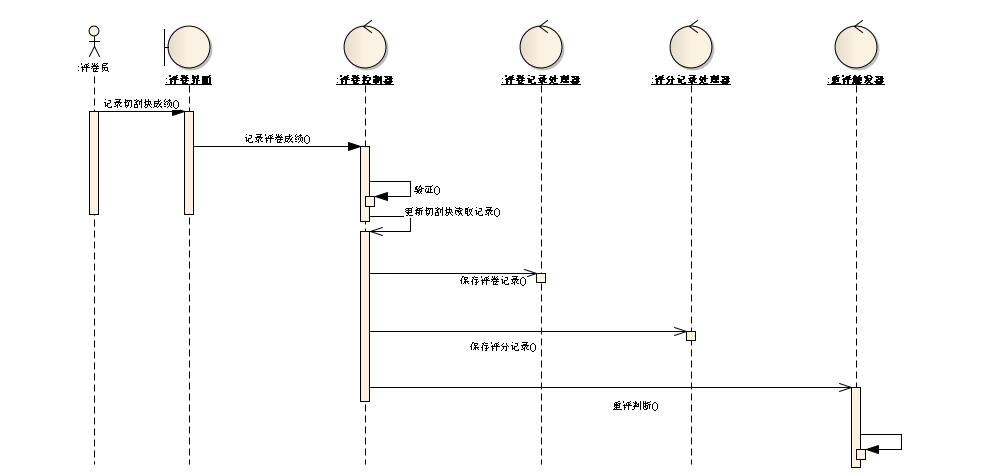 :评卷员
:评卷界面
:评卷控制器
:评卷记录处理器
:评分记录处理器
:重评触发器
记录切割块成绩()
记录评卷成绩()
验证()
更新切割块读取记录()
保存评卷记录()
保存评分记录()
重评判断()